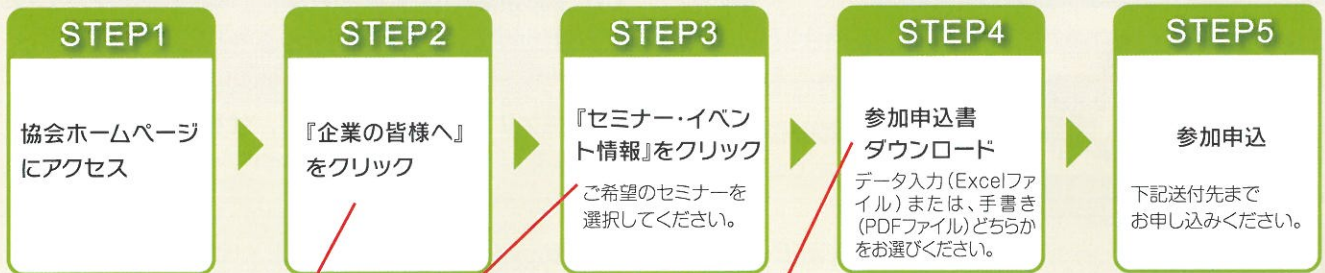 STEP1
協会ホームページ
にアクセス
STEP2
『企業の皆様へ』
をクリック
STEP3
『セミナー・イベン
ト情報』をクリック
ご希望のセミナーを
選択してください。
STEP4
参加申込書
ダウンロード
データ入力(Excelファ
イル)または、手書き
(PDFファイル)どちらか
をお選びください。
STEP5
参加申込
下記送付先まで
お申し込みください。